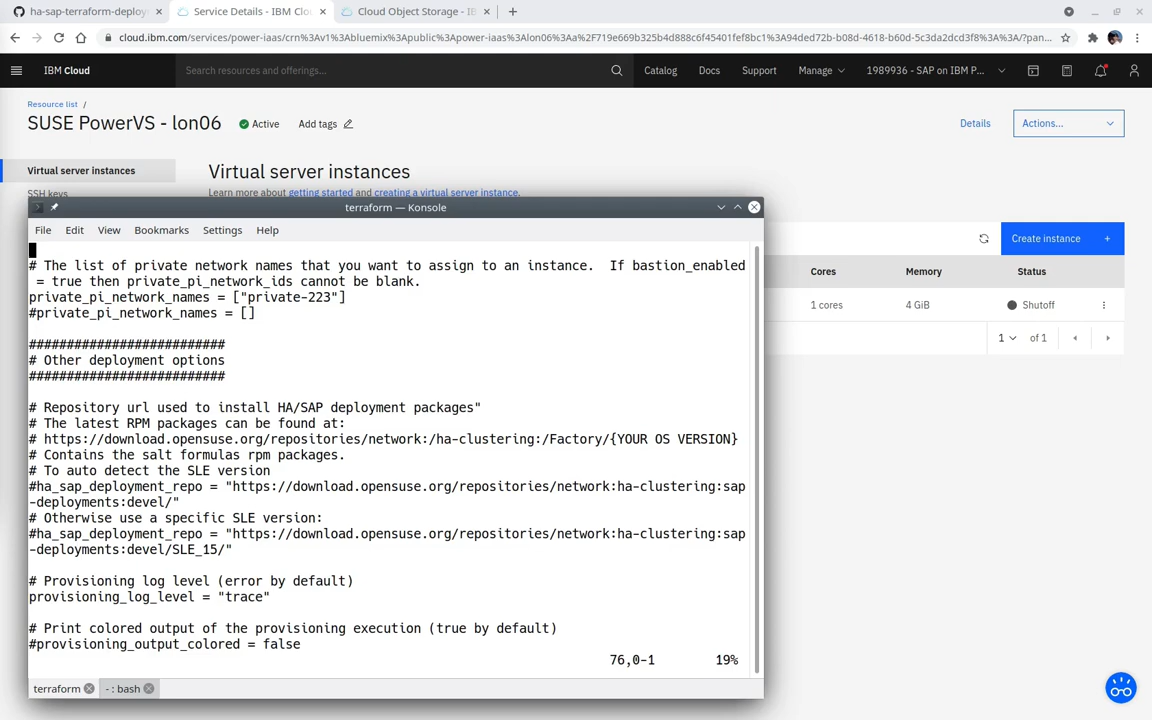 ha-sap-terraform-deploy
Service Details - IBM Clou
Cloud Object Storage - IB
cloud.ibm.com/services/power-iaas/crn%3Av1%3Abluemix%3Apublic%3Apower-iaas%3Alon06%3Aa%2F719e669b325b4d888c6f45401fef8bc1%3A94ded72b-b08d-4618-b60d-5c3da2dcd3f8%3A%3A/?pan...
IBM Cloud
Search resources and offerings...
Catalog
Docs
Support
Manage
1989936 - SAP on IBM P...
Resource list /
SUSE PowerVS - lon06
Active
Add tags
Details
Actions...
Virtual server instances
SSH keys
Virtual server instances
Learn more about getting started and creating a virtual server instance.
Create instance +
Cores
Memory
Status
1 cores
4 GiB
Shutoff
1
of 1
terraform — Konsole
File Edit View Bookmarks Settings Help
# The list of private network names that you want to assign to an instance.  If bastion_enabled
 = true then private_pi_network_ids cannot be blank.
private_pi_network_names = ["private-223"]
#private_pi_network_names = []
##########################
# Other deployment options
##########################
# Repository url used to install HA/SAP deployment packages"
# The latest RPM packages can be found at:
# https://download.opensuse.org/repositories/network:/ha-clustering:/Factory/{YOUR OS VERSION}
# Contains the salt formulas rpm packages.
# To auto detect the SLE version
#ha_sap_deployment_repo = "https://download.opensuse.org/repositories/network:ha-clustering:sap
-deployments:devel/"
# Otherwise use a specific SLE version:
#ha_sap_deployment_repo = "https://download.opensuse.org/repositories/network:ha-clustering:sap
-deployments:devel/SLE_15/"
# Provisioning log level (error by default)
provisioning_log_level = "trace"
# Print colored output of the provisioning execution (true by default)
#provisioning_output_colored = false
76,0-1 19%
terraform
- : bash